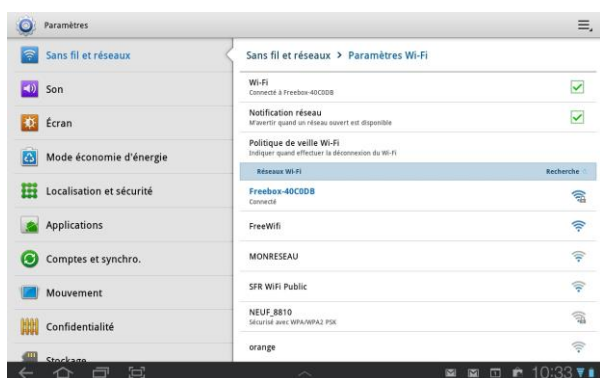 Paramètres
Sans fil et réseaux
Son
Écran
Mode économie d'énergie
Localisation et sécurité
Applications
Comptes et synchro.
Mouvement
Confidentialité
Stockage
Sans fil et réseaux > Paramètres Wi-Fi
Wi-Fi
Connecté à Freebox-40C0DB
Notification réseau
M'avertir quand un réseau ouvert est disponible
Politique de veille Wi-Fi
Indiquer quand effectuer la déconnexion du Wi-Fi
Réseaux Wi-Fi Recherche
Freebox-40C0DB
Connecté
FreeWifi
MONRESEAU
SFR WiFi Public
NEUF_8810
Sécurisé avec WPA/WPA2 PSK
orange
10:33